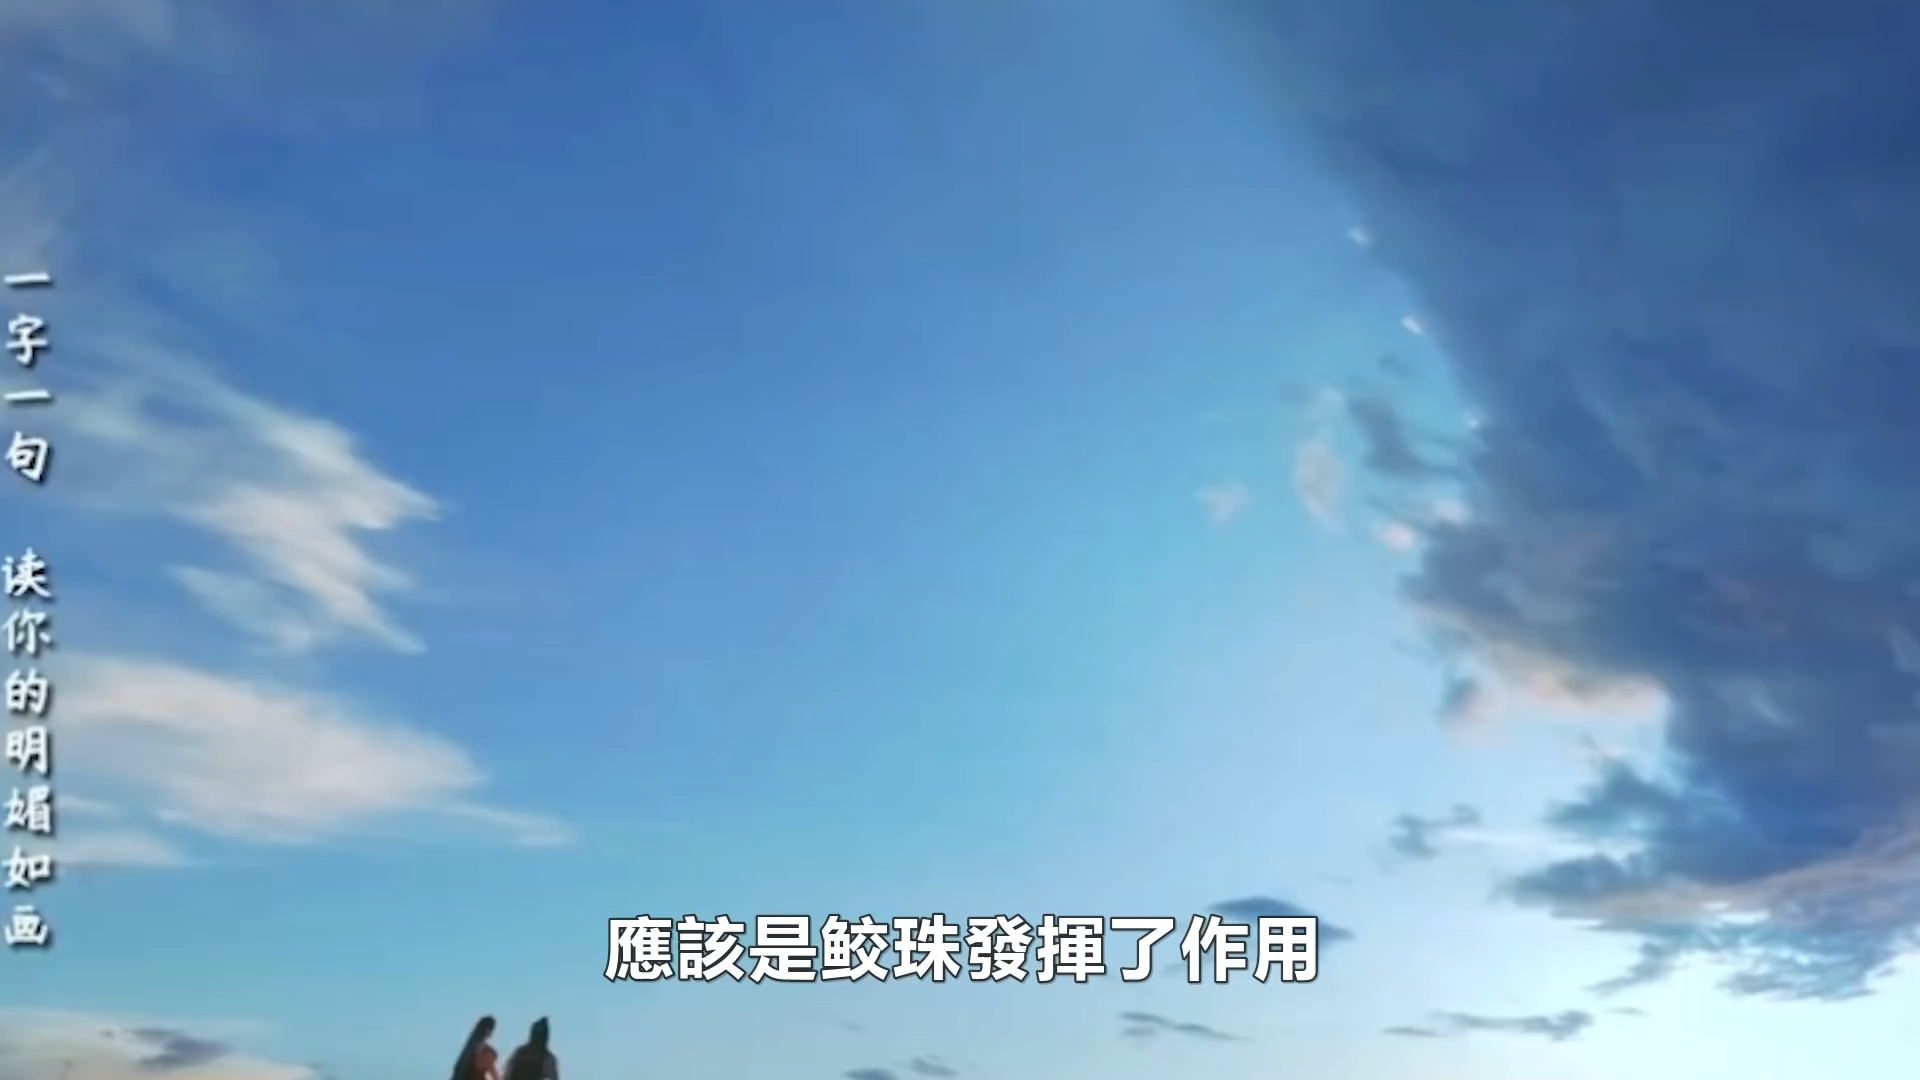 一字一句 读你的明媚如画
應該是鲛珠發揮了作用